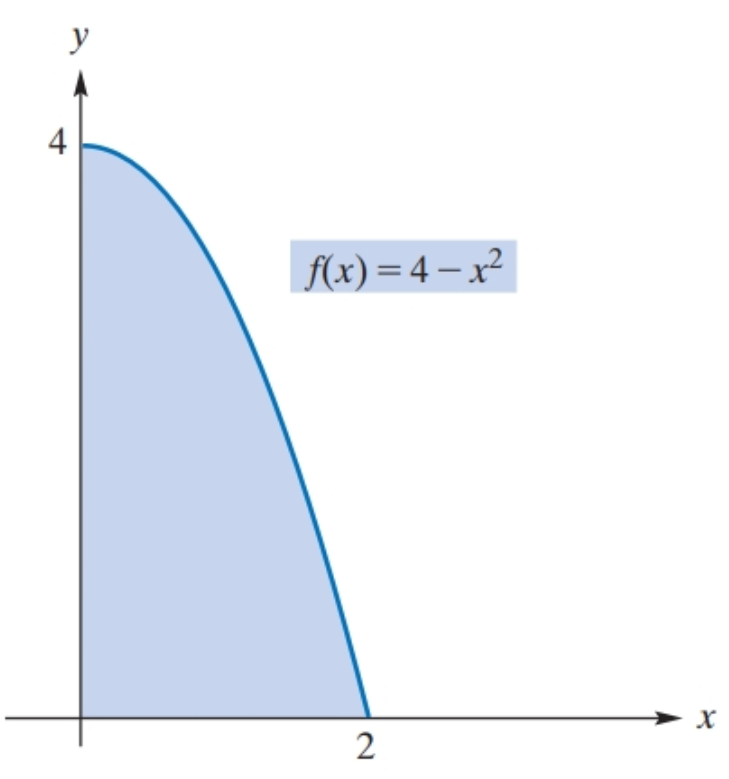 y
4
f(x) = 4 − x²
x
2